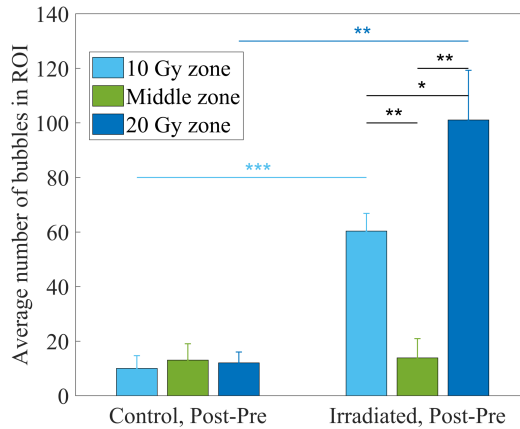 140
120
100
80
60
40
20
0
Average number of bubbles in ROI
10 Gy zone
Middle zone
20 Gy zone
**
**
*
**
***
Control, Post-Pre
Irradiated, Post-Pre